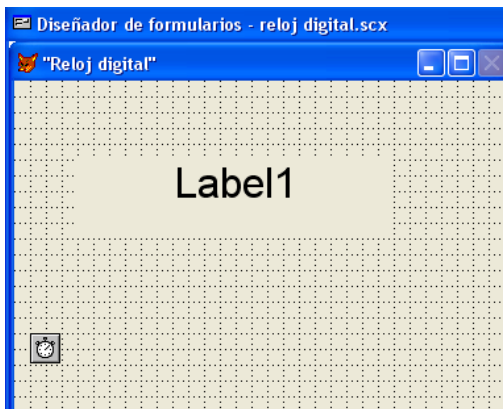 Diseñador de formularios - reloj digital.scx
"Reloj digital"
Label1